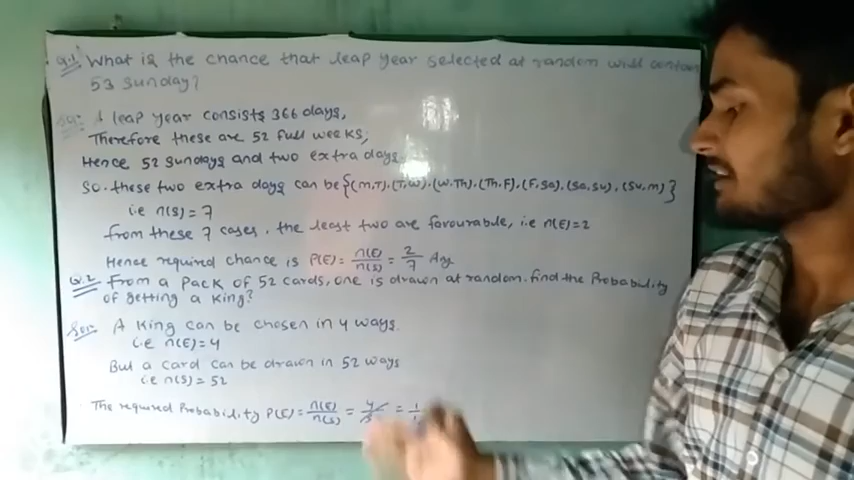 Q.1 What is the chance that leap year selected at random will contain
53 Sunday?
Sol:- A leap year consists 366 days,
Therefore these are 52 full weeks,
Hence 52 sundays and two extra days.
So. these two extra days can be {(M,T).(T,W).(W.Th).(Th.F).(F,Sa).(Sa,Su).(Su,M)}
i.e n(S) = 7
from these 7 cases, the least two are favourable, i.e n(E)=2
Hence required chance is P(E) = n(E)/n(S) = 2/7 Ans
Q.2 From a Pack of 52 cards, one is drawn at random. find the Probability
of getting a King?
Sol:- A King can be chosen in 4 ways.
i.e n(E)=4
But a card can be drawn in 52 ways
i.e n(S) = 52
The required Probability P(E) = n(E)/n(S) = 4/ = 1/